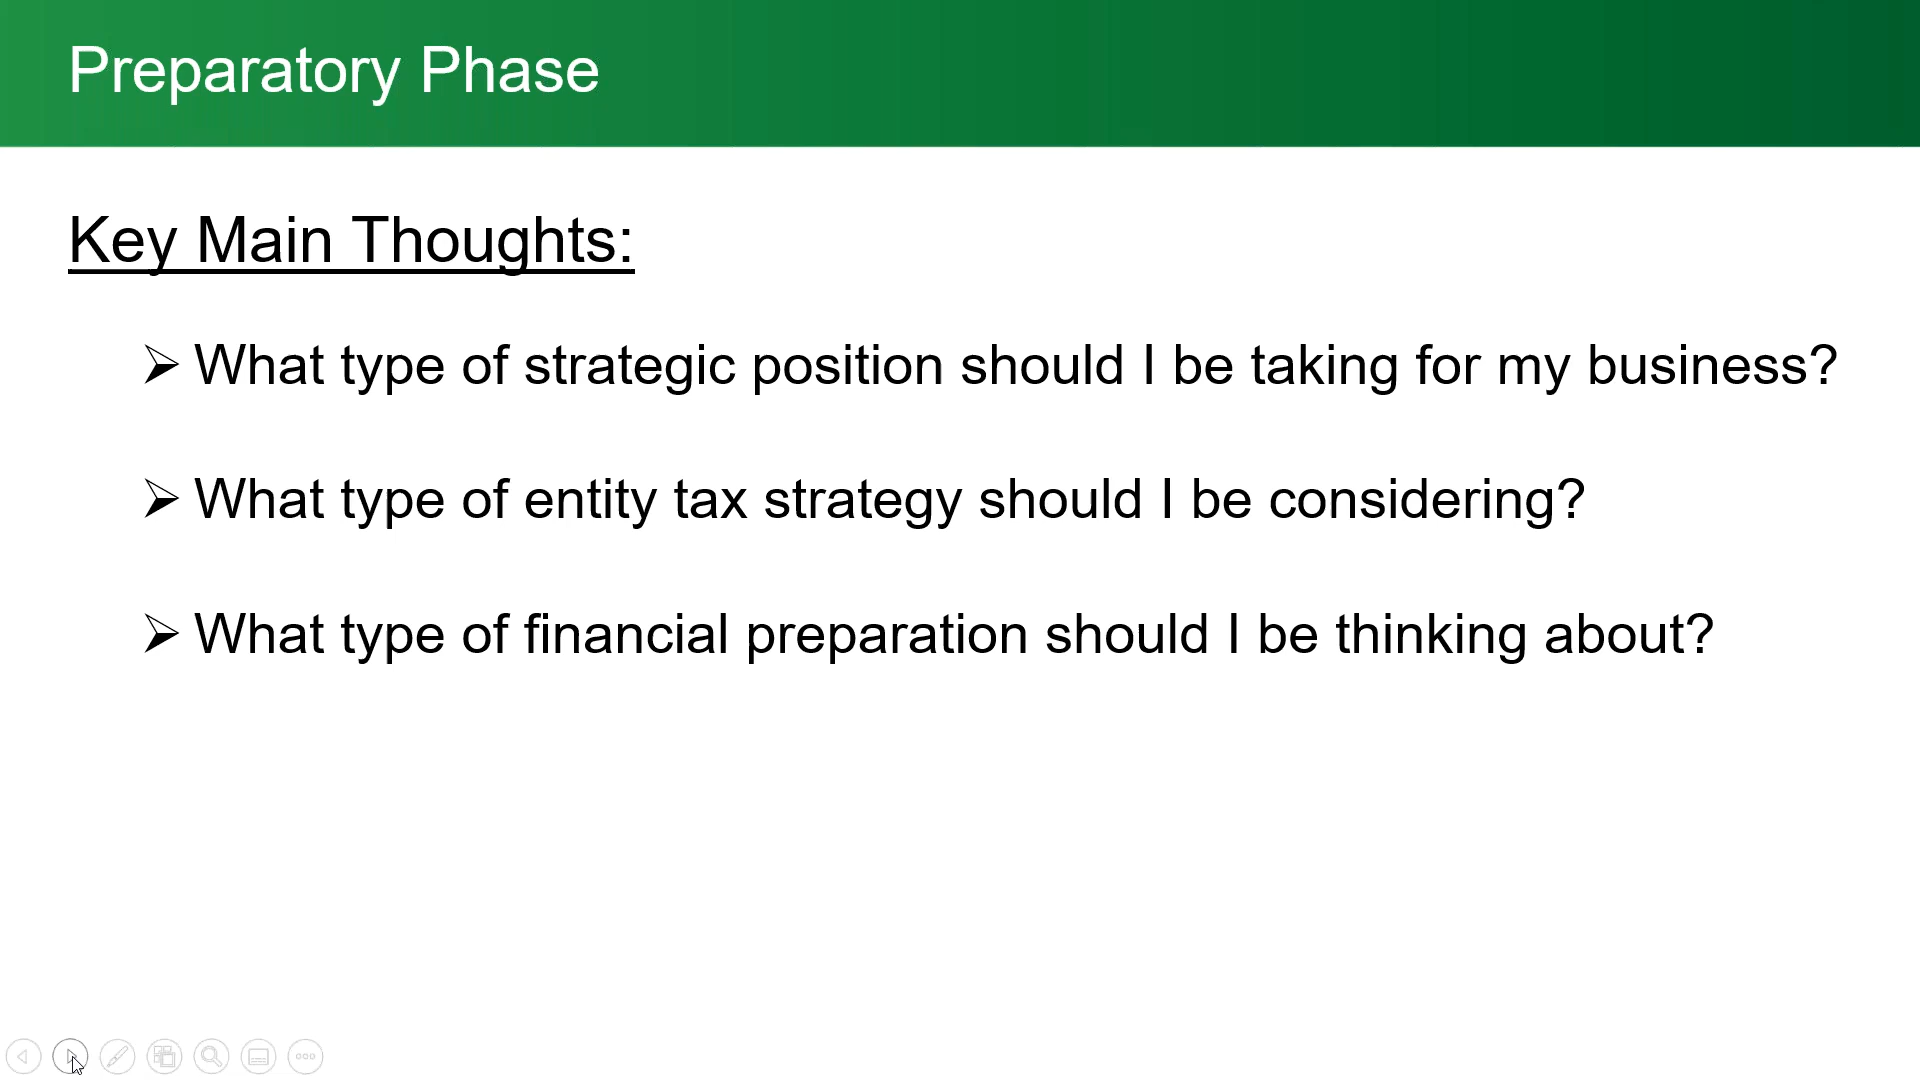 Preparatory Phase
Key Main Thoughts:
➢ What type of strategic position should I be taking for my business?
➢ What type of entity tax strategy should I be considering?
➢ What type of financial preparation should I be thinking about?